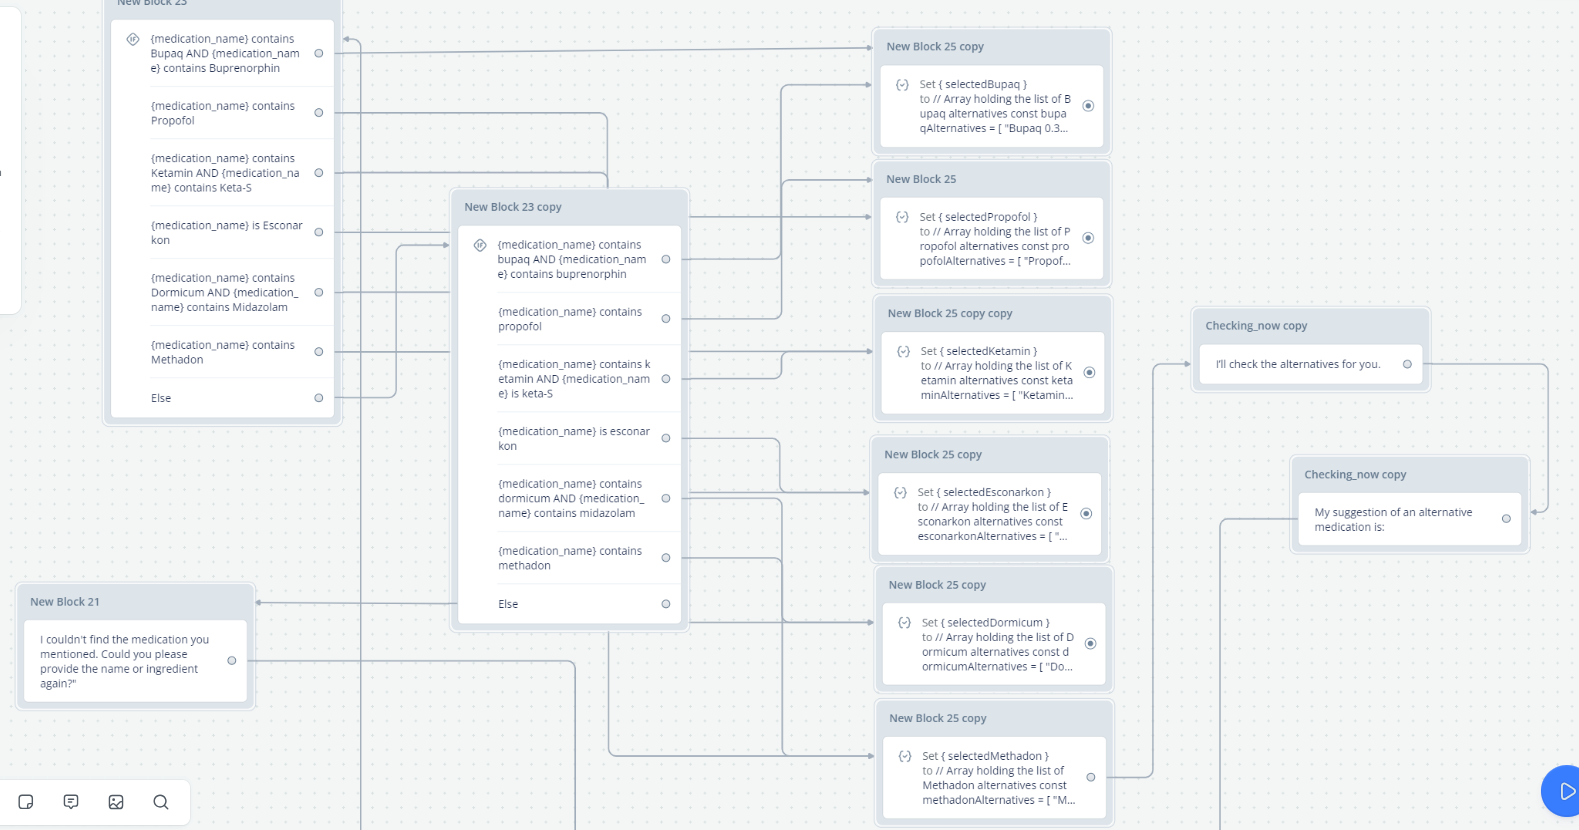 New Block 23
{medication_name} contains
Bupaq AND {medication_nam
e} contains Buprenorphin
{medication_name} contains
Propofol
{medication_name} contains
Ketamin AND {medication_na
me} contains Keta-S
{medication_name} is Esconar
kon
{medication_name} contains
Dormicum AND {medication_
name} contains Midazolam
{medication_name} contains
Methadon
Else
New Block 23 copy
{medication_name} contains
bupaq AND {medication_nam
e} contains buprenorphin
{medication_name} contains
propofol
{medication_name} contains k
etamin AND {medication_nam
e} is keta-S
{medication_name} is esconar
kon
{medication_name} contains
dormicum AND {medication_
name} contains midazolam
{medication_name} contains
methadon
Else
New Block 21
I couldn't find the medication you
mentioned. Could you please
provide the name or ingredient
again?"
New Block 25 copy
Set { selectedBupaq }
to // Array holding the list of B
upaq alternatives const bupa
qAlternatives = [ "Bupaq 0.3...
New Block 25
Set { selectedPropofol }
to // Array holding the list of P
ropofol alternatives const pro
pofolAlternatives = [ "Propof...
New Block 25 copy copy
Set { selectedKetamin }
to // Array holding the list of K
etamin alternatives const keta
minAlternatives = [ "Ketamin...
New Block 25 copy
Set { selectedEsconarkon }
to // Array holding the list of E
sconarkon alternatives const
esconarkonAlternatives = [ "...
New Block 25 copy
Set { selectedDormicum }
to // Array holding the list of D
ormicum alternatives const d
ormicumAlternatives = [ "Do...
New Block 25 copy
Set { selectedMethadon }
to // Array holding the list of
Methadon alternatives const
methadonAlternatives = [ "M...
Checking_now copy
I'll check the alternatives for you.
Checking_now copy
My suggestion of an alternative
medication is: